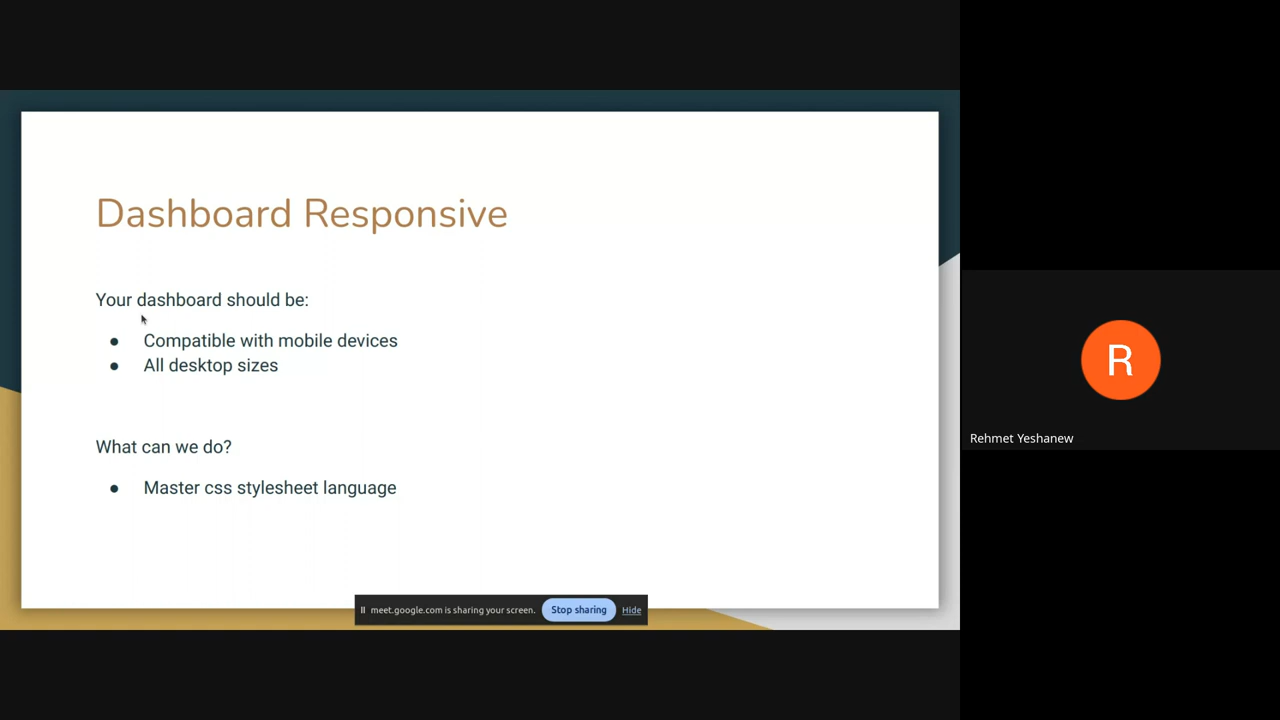 Dashboard Responsive
Your dashboard should be:
● Compatible with mobile devices
● All desktop sizes
What can we do?
● Master css stylesheet language
meet.google.com is sharing your screen. Stop sharing Hide
R
Rehmet Yeshanew